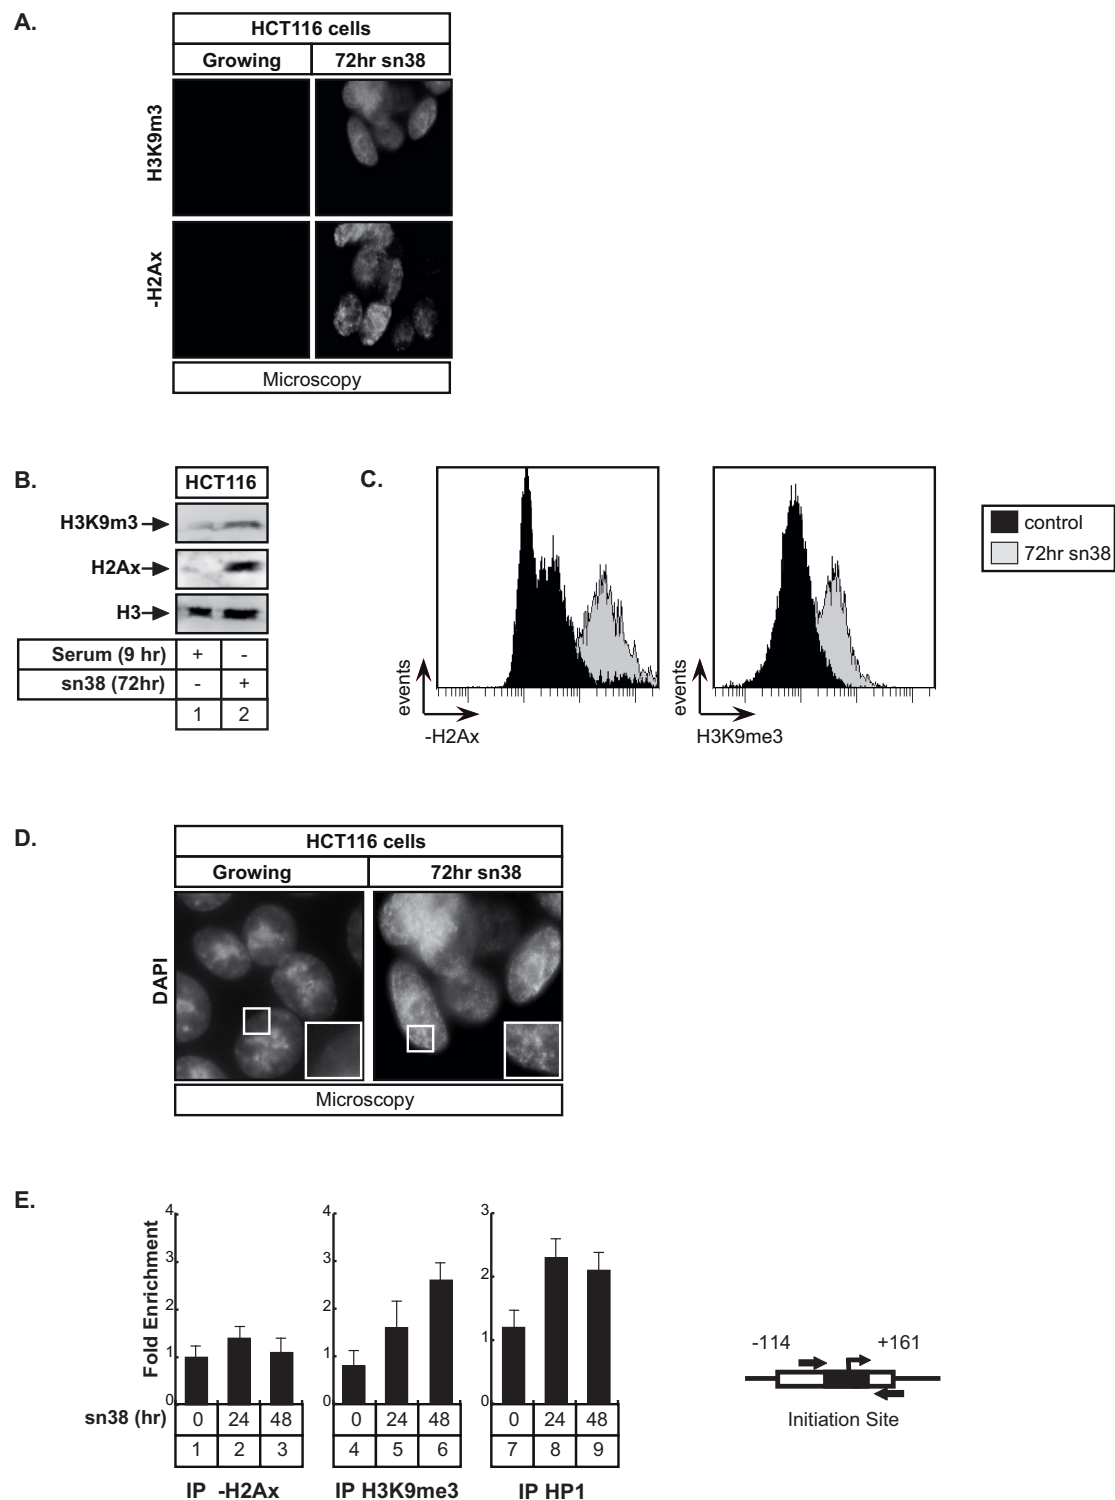 A.
HCT116 cells
Growing 72hr sn38
H3K9m3
-H2Ax
Microscopy
B.
HCT116
H3K9m3
H2Ax
H3
Serum (9 hr) + -
sn38 (72hr) - +
1 2
C.
events
-H2Ax
events
H3K9me3
control
72hr sn38
D.
HCT116 cells
Growing 72hr sn38
DAPI
Microscopy
E.
Fold Enrichment
4
3
2
1
0
4
3
2
1
0
3
2
1
0
sn38 (hr) 0 24 48 0 24 48 0 24 48
1 2 3 4 5 6 7 8 9
IP -H2Ax IP H3K9me3 IP HP1
-114 +161
Initiation Site